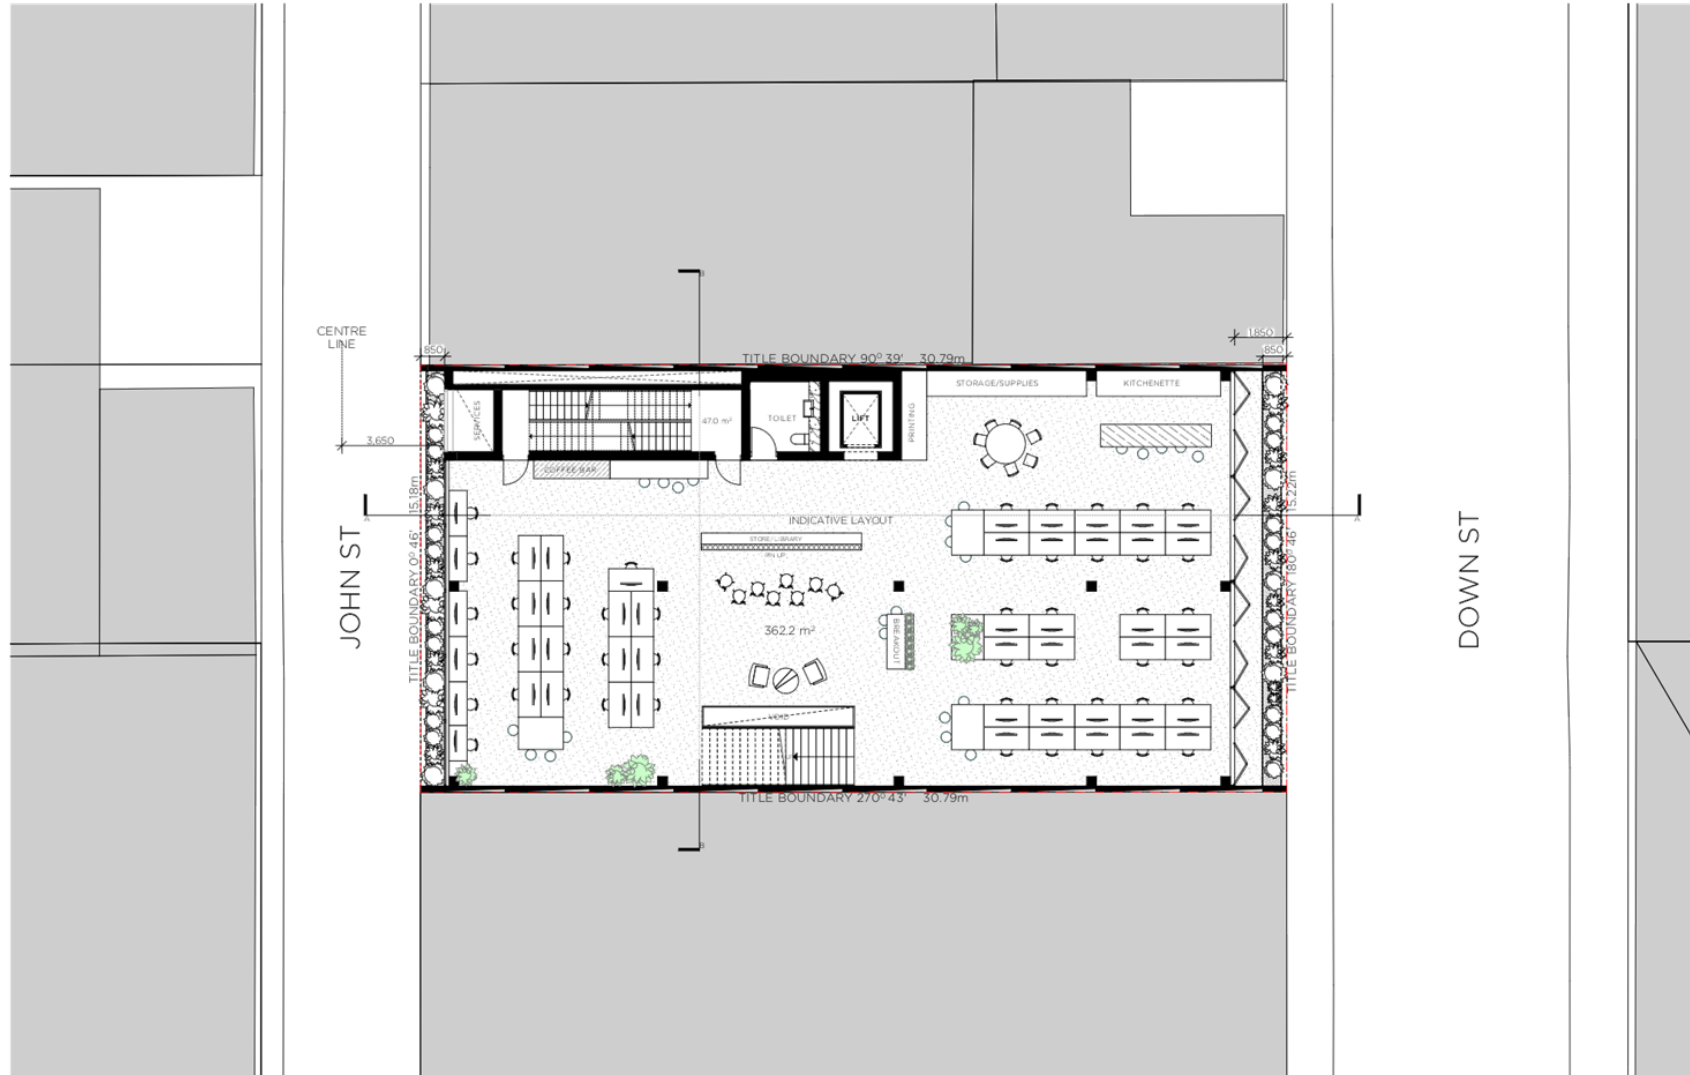 CENTRE
LINE
850
1,850
850
TITLE BOUNDARY 90° 39'   30.79m
STORAGE/SUPPLIES
KITCHENETTE
SERVICES
47.0 m²
TOILET
LIFT
PRINTING
3,650
COFFEE BAR
B
A
A
INDICATIVE LAYOUT
STORE/LIBRARY
PIN UP
JOHN ST
TITLE BOUNDARY 0° 46'   15.18m
362.2 m²
BREAKOUT
TITLE BOUNDARY 180° 46'   15.22m
DOWN ST
VOID
TITLE BOUNDARY 270° 43'   30.79m
B